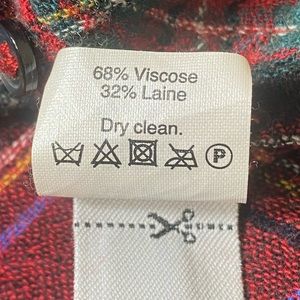 68% Viscose
32% Laine
Dry clean.
P